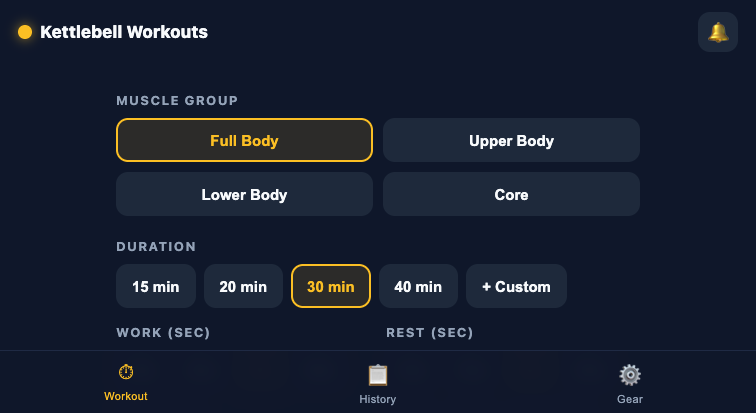 Kettlebell Workouts
MUSCLE GROUP
Full Body
Upper Body
Lower Body
Core
DURATION
15 min
20 min
30 min
40 min
+ Custom
WORK (SEC)
REST (SEC)
Workout
History
Gear